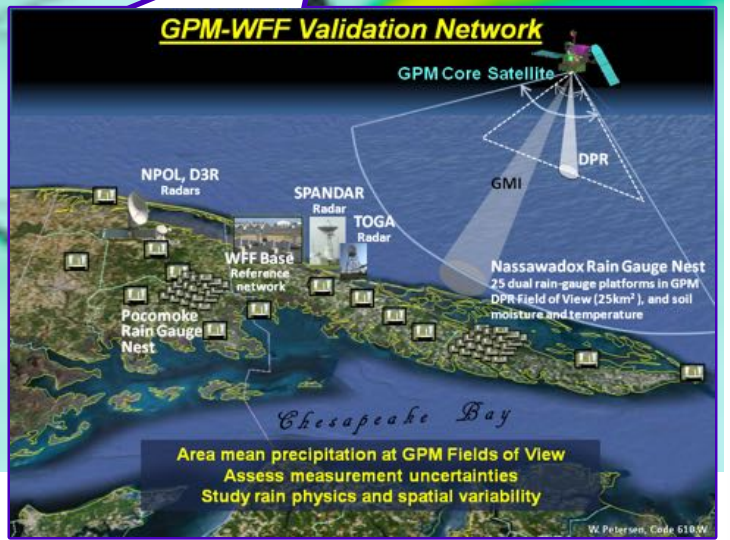 GPM-WFF Validation Network
GPM Core Satellite
DPR
GMI
NPOL, D3R
Radars
SPANDAR
Radar
TOGA
Radar
WFF Base
Reference
network
Nassawadox Rain Gauge Nest
25 dual rain-gauge platforms in GPM
DPR Field of View (25km²), and soil
moisture and temperature
Pocomoke
Rain Gauge
Nest
Chesapeake Bay
Area mean precipitation at GPM Fields of View
Assess measurement uncertainties
Study rain physics and spatial variability
W. Petersen, Code 610.W